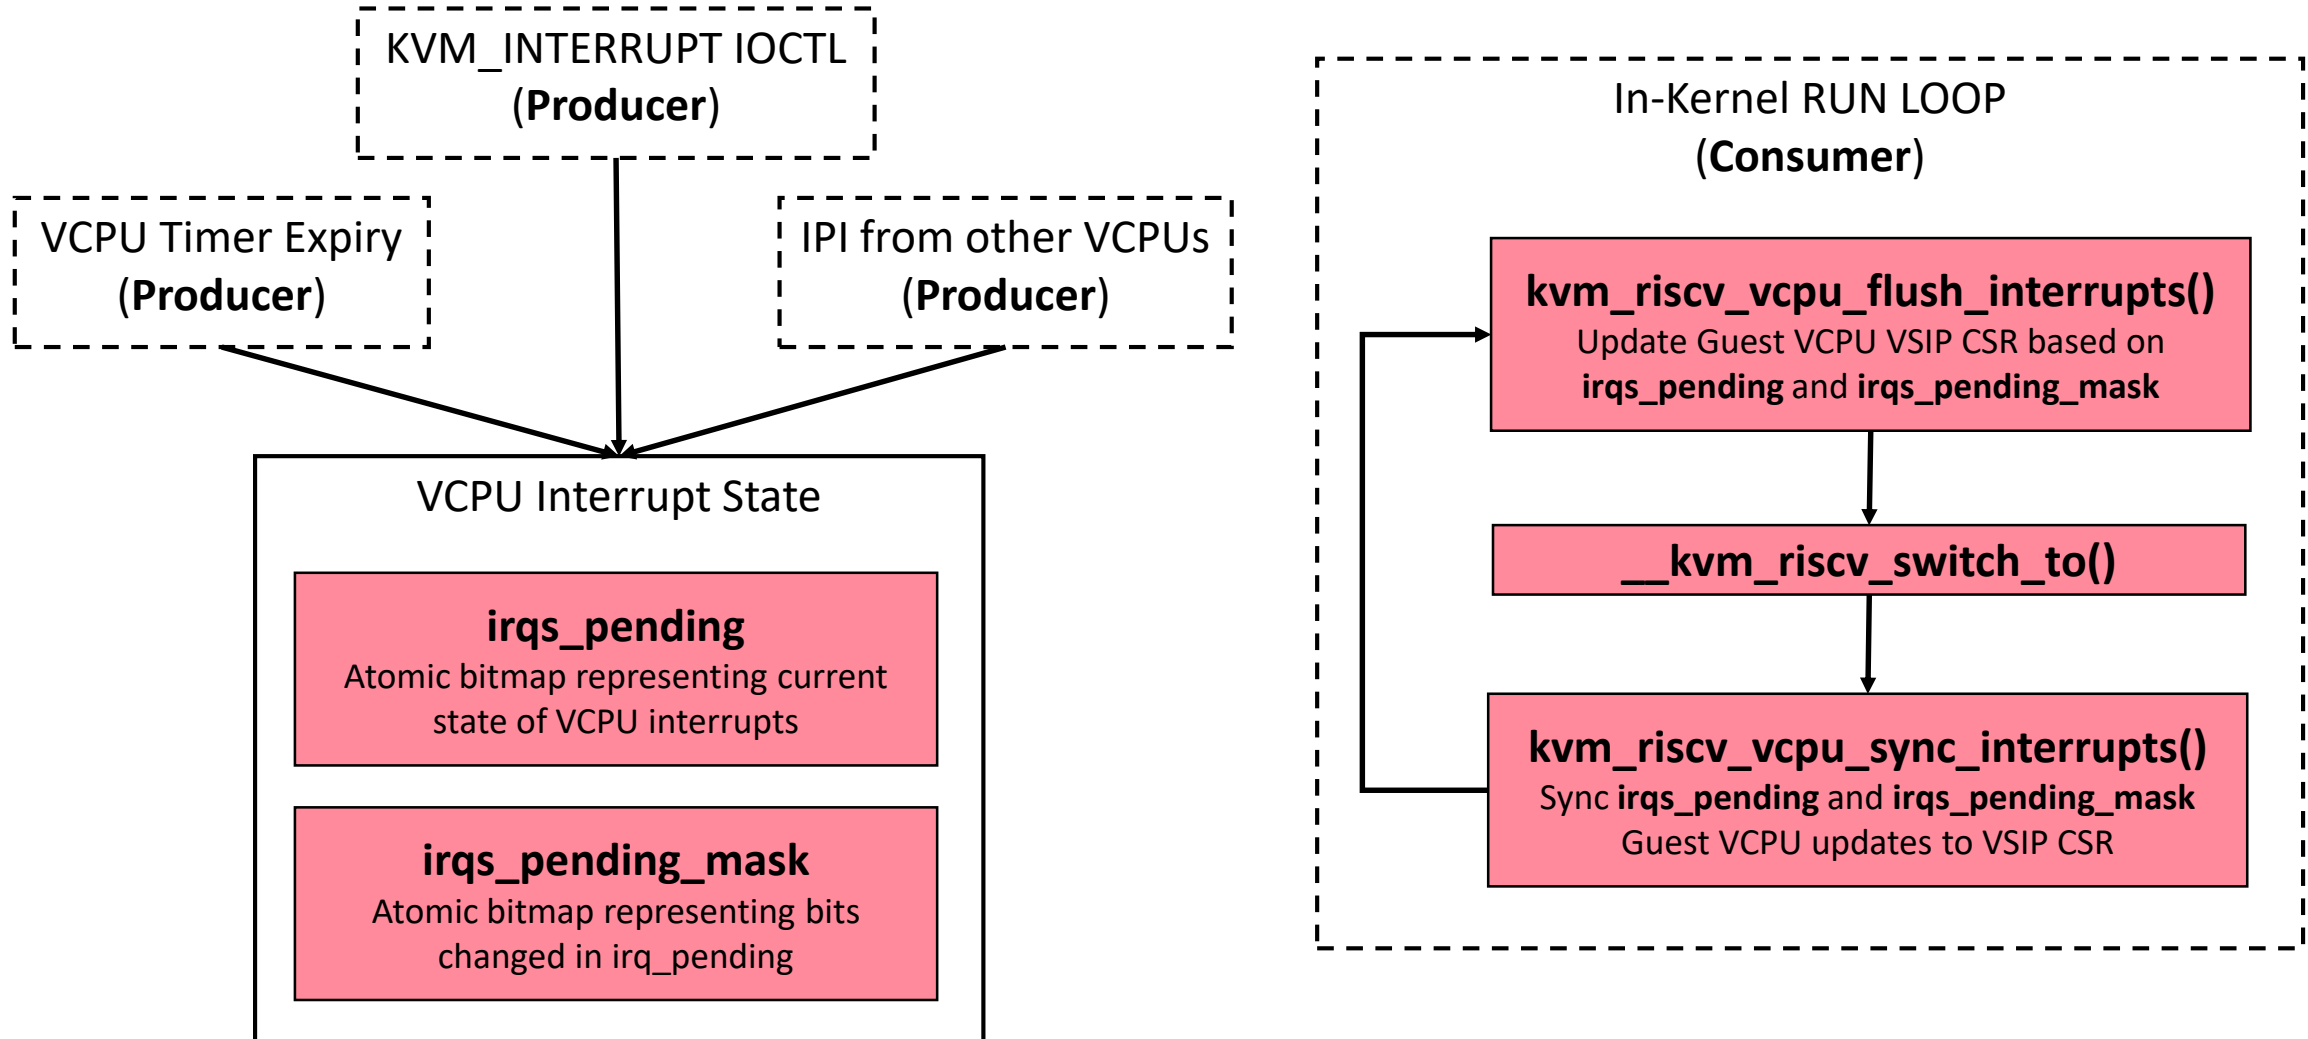 KVM_INTERRUPT IOCTL
(Producer)
VCPU Timer Expiry
(Producer)
IPI from other VCPUs
(Producer)
VCPU Interrupt State
irqs_pending
Atomic bitmap representing current
state of VCPU interrupts
irqs_pending_mask
Atomic bitmap representing bits
changed in irq_pending
In-Kernel RUN LOOP
(Consumer)
kvm_riscv_vcpu_flush_interrupts()
Update Guest VCPU VSIP CSR based on
irqs_pending and irqs_pending_mask
__kvm_riscv_switch_to()
kvm_riscv_vcpu_sync_interrupts()
Sync irqs_pending and irqs_pending_mask
Guest VCPU updates to VSIP CSR